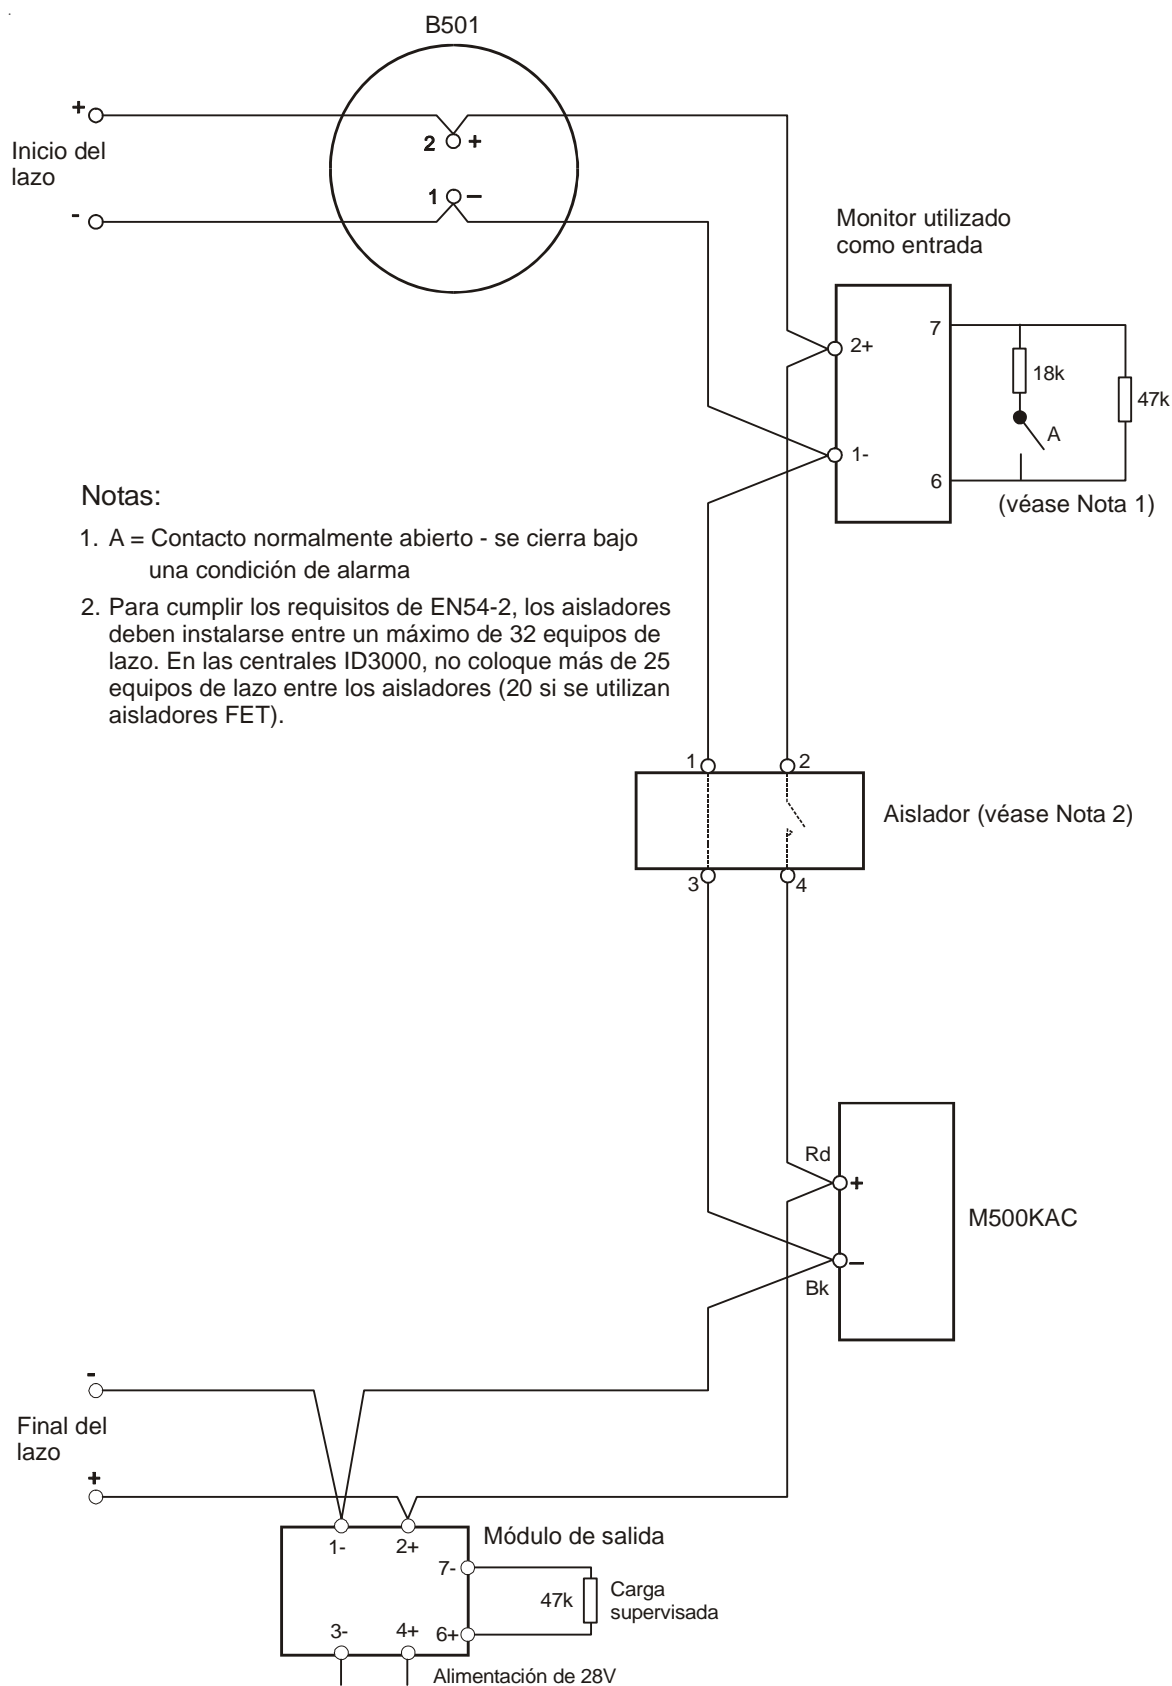 B501
+
Inicio del
lazo
-
2 +
1 –
Monitor utilizado
como entrada
2+
7
18k
47k
A
1-
6
(véase Nota 1)
Notas:
1. A = Contacto normalmente abierto - se cierra bajo
una condición de alarma
2. Para cumplir los requisitos de EN54-2, los aisladores
deben instalarse entre un máximo de 32 equipos de
lazo. En las centrales ID3000, no coloque más de 25
equipos de lazo entre los aisladores (20 si se utilizan
aisladores FET).
1 2
Aislador (véase Nota 2)
3 4
Rd
+
M500KAC
–
Bk
-
Final del
lazo
+
Módulo de salida
1- 2+
7-
47k
Carga
supervisada
3- 4+ 6+
Alimentación de 28V